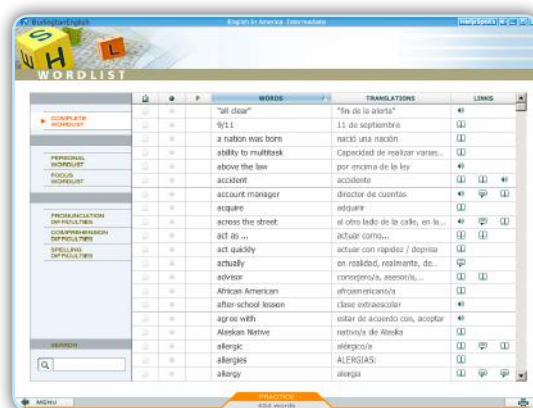 BurlingtonEnglish
English in America: Intermediate
S
H
L
WORDLIST
P WORDS TRANSLATIONS LINKS
COMPLETE
WORDLIST
PERSONAL
WORDLIST
FOCUS
WORDLIST
PRONUNCIATION
DIFFICULTIES
COMPREHENSION
DIFFICULTIES
SPELLING
DIFFICULTIES
SEARCH
"all clear" "fin de la alerta"
9/11 11 de septiembre
a nation was born nació una nación
ability to multitask Capacidad de realizar varies...
above the law por encima de la ley
accident accidente
account manager director de cuentas
acquire adquirir
across the street al otro lado de la calle, en la...
act as ... actuar como...
act quickly actuar con rapidez / deprisa
actually en realidad, realmente, de...
advisor consejero/a, asesor/a,...
African American afroamericano/a
after-school lesson clase extraescolar
agree with estar de acuerdo con, aceptar
Alaskan Native nativo/a de Alaska
allergic alérgico/a
allergies ALERGIAS:
allergy alergia
MENU
PRACTICE
words